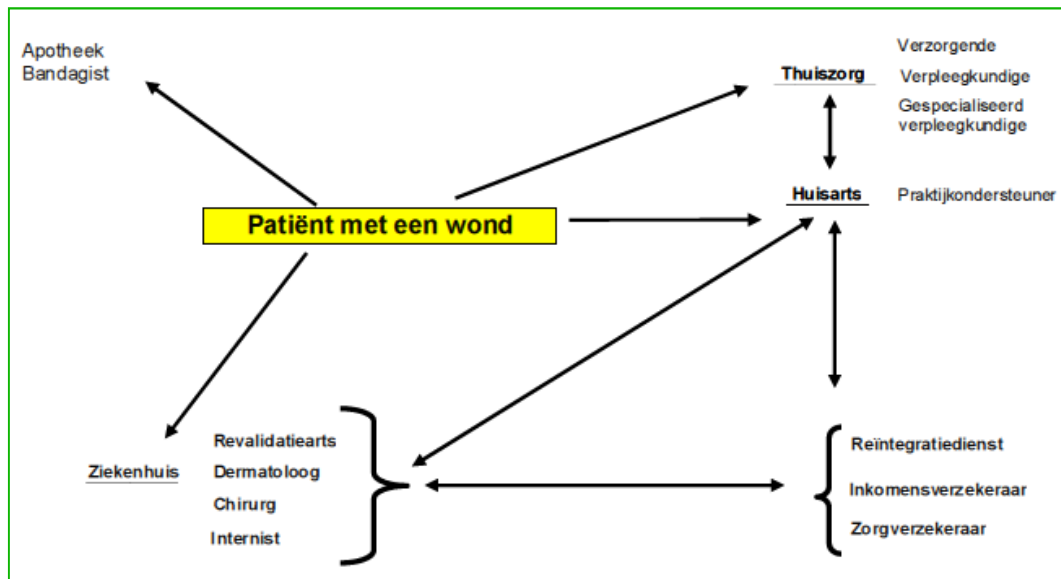 Apotheek
Bandagist
Verzorgende
Thuiszorg
Verpleegkundige
Gespecialiseerd
verpleegkundige
Huisarts
Praktijkondersteuner
Patiënt met een wond
Revalidatiearts
Ziekenhuis
Dermatoloog
Chirurg
Internist
Reïntegratiedienst
Inkomensverzekeraar
Zorgverzekeraar